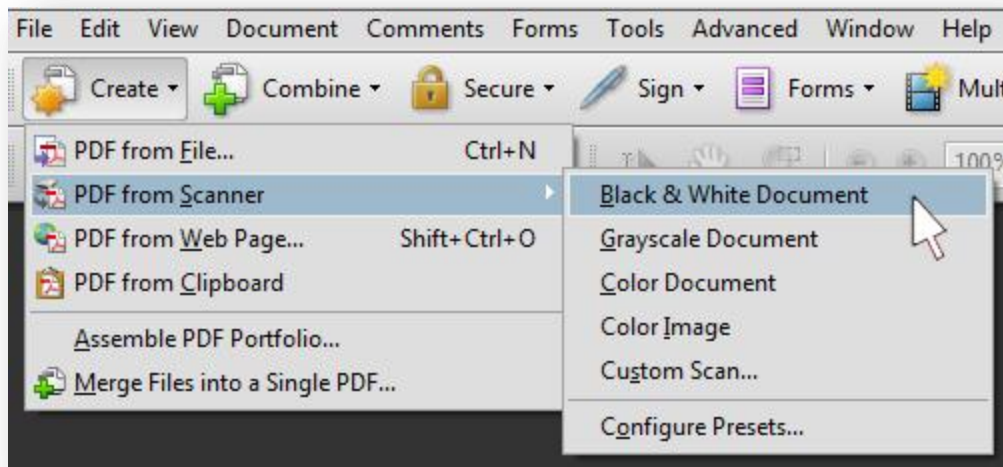 File Edit View Document Comments Forms Tools Advanced Window Help
Create Combine Secure Sign Forms Mult
PDF from File... Ctrl+N
100%
PDF from Scanner
Black & White Document
PDF from Web Page... Shift+Ctrl+O
Grayscale Document
PDF from Clipboard
Color Document
Assemble PDF Portfolio...
Color Image
Merge Files into a Single PDF...
Custom Scan...
Configure Presets...